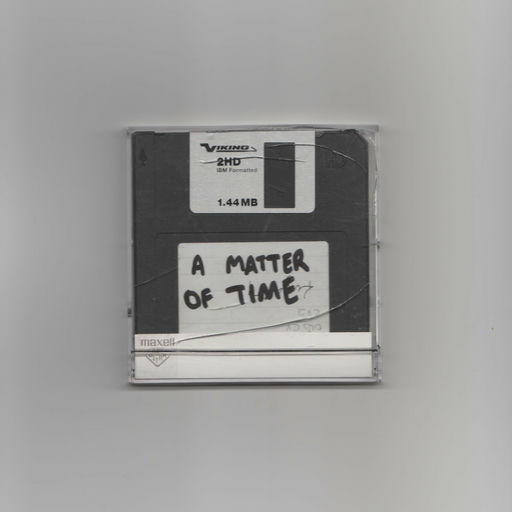 VIKING
2HD
IBM Formatted
1.44 MB
A MATTER
OF TIME
maxell